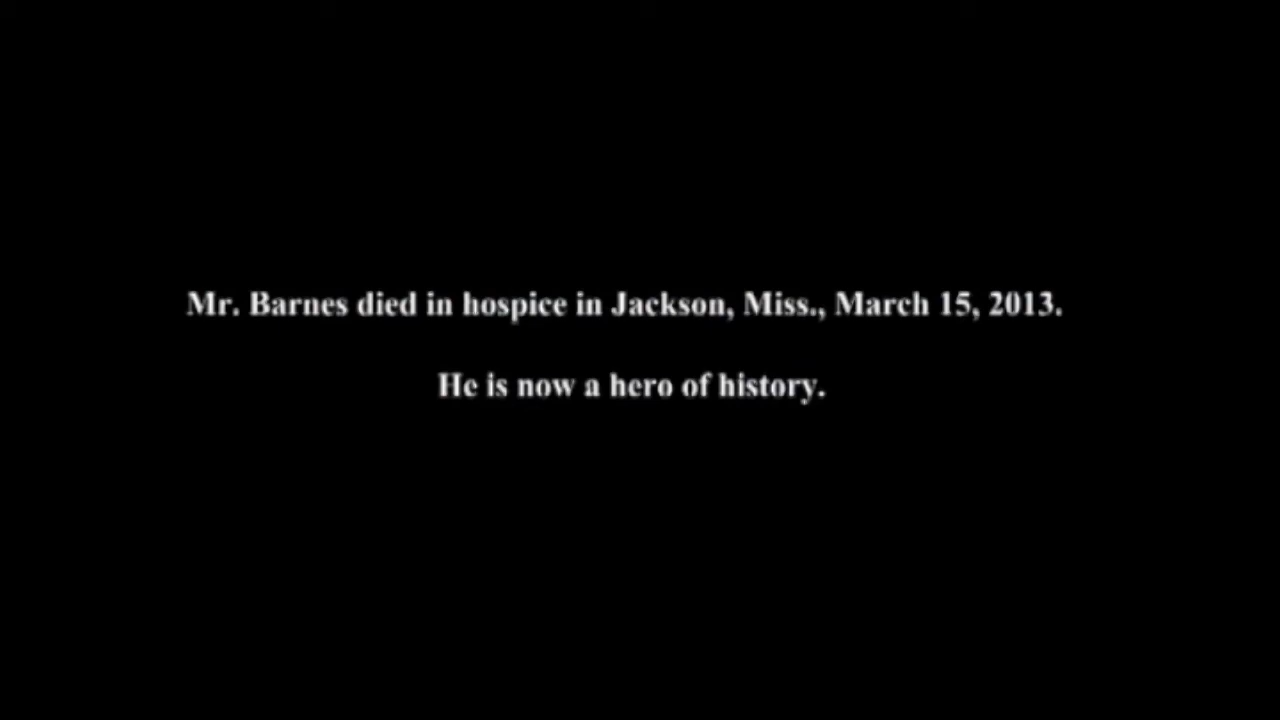 Mr. Barnes died in hospice in Jackson, Miss., March 15, 2013.
He is now a hero of history.